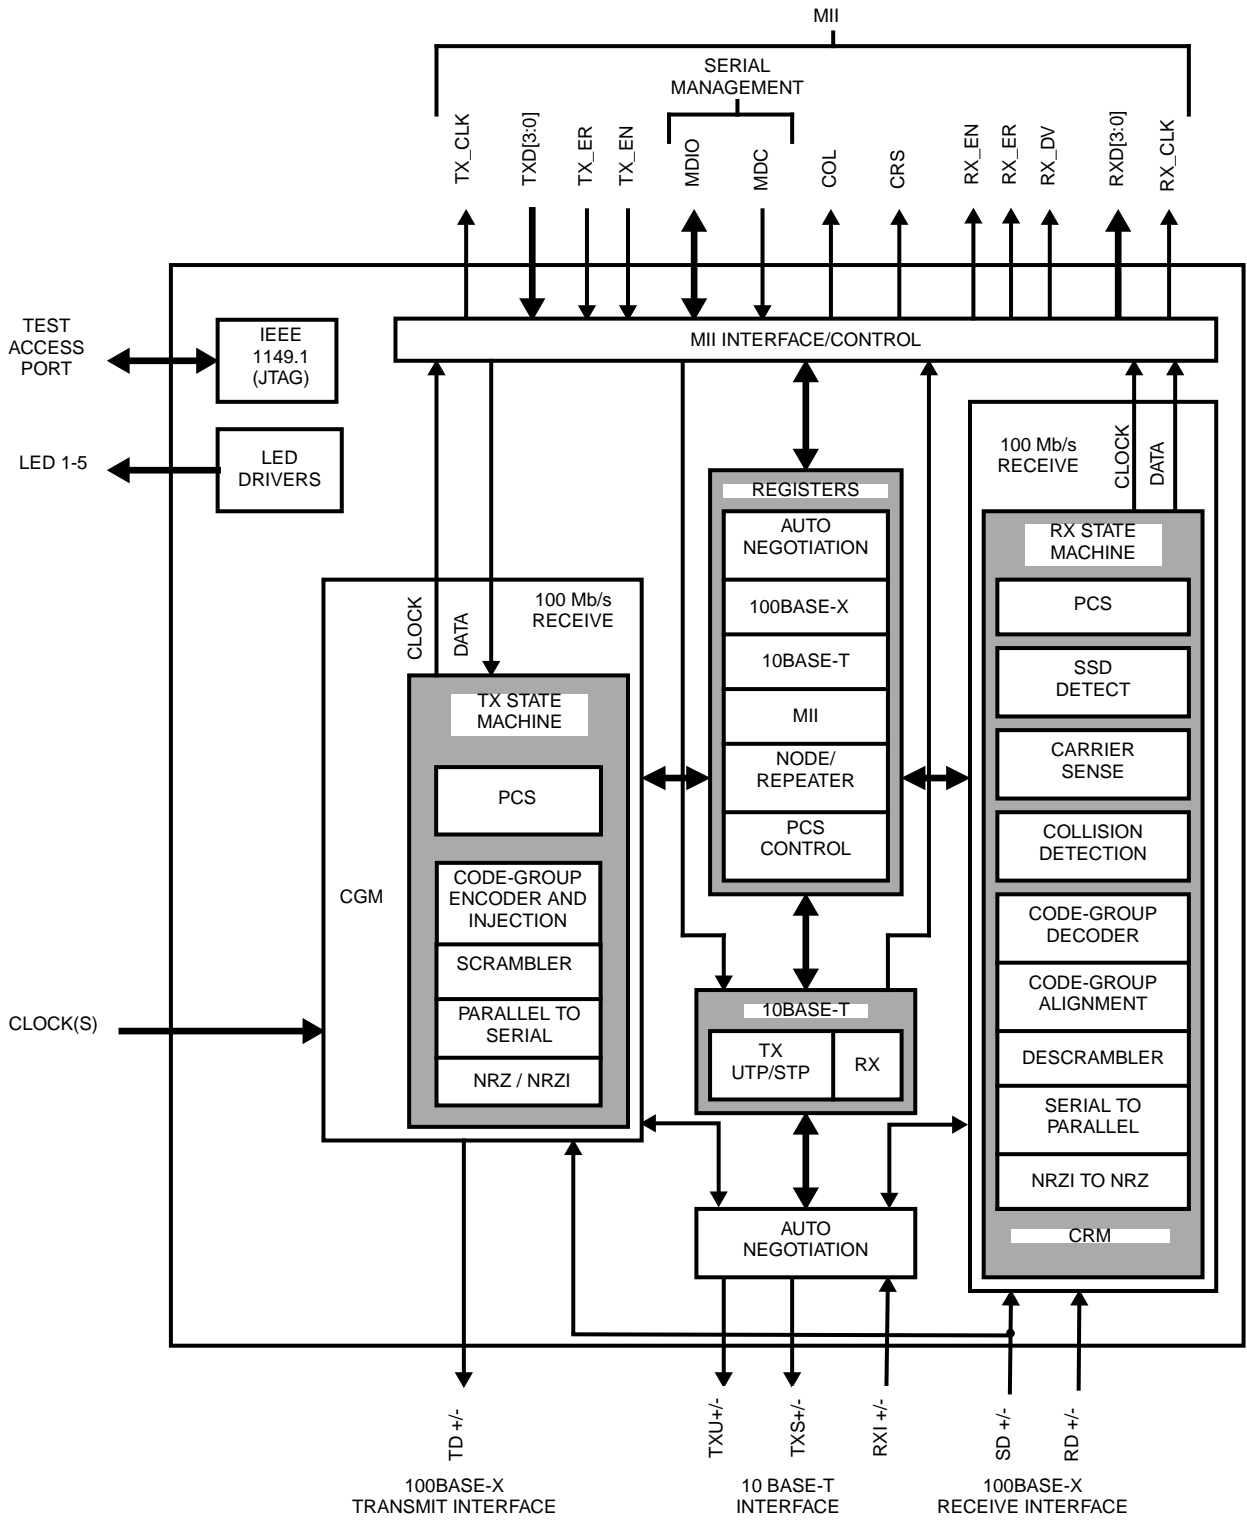 MII
SERIAL
MANAGEMENT
TX_CLK
TXD[3:0]
TX_ER
TX_EN
MDIO
MDC
COL
CRS
RX_EN
RX_ER
RX_DV
RXD[3:0]
RX_CLK
MII INTERFACE/CONTROL
TEST
ACCESS
PORT
IEEE
1149.1
(JTAG)
LED 1-5
LED
DRIVERS
100 Mb/s
RECEIVE
CLOCK
DATA
REGISTERS
AUTO
NEGOTIATION
100BASE-X
10BASE-T
MII
NODE/
REPEATER
PCS
CONTROL
RX STATE
MACHINE
PCS
SSD
DETECT
CARRIER
SENSE
COLLISION
DETECTION
CODE-GROUP
DECODER
CODE-GROUP
ALIGNMENT
DESCRAMBLER
SERIAL TO
PARALLEL
NRZI TO NRZ
CRM
100 Mb/s
RECEIVE
CLOCK
DATA
TX STATE
MACHINE
PCS
CGM
CODE-GROUP
ENCODER AND
INJECTION
SCRAMBLER
PARALLEL TO
SERIAL
NRZ / NRZI
CLOCK(S)
10BASE-T
TX
UTP/STP
RX
AUTO
NEGOTIATION
TD +/-
TXU+/-
TXS+/-
RXI +/-
SD +/-
RD +/-
100BASE-X
TRANSMIT INTERFACE
10 BASE-T
INTERFACE
100BASE-X
RECEIVE INTERFACE